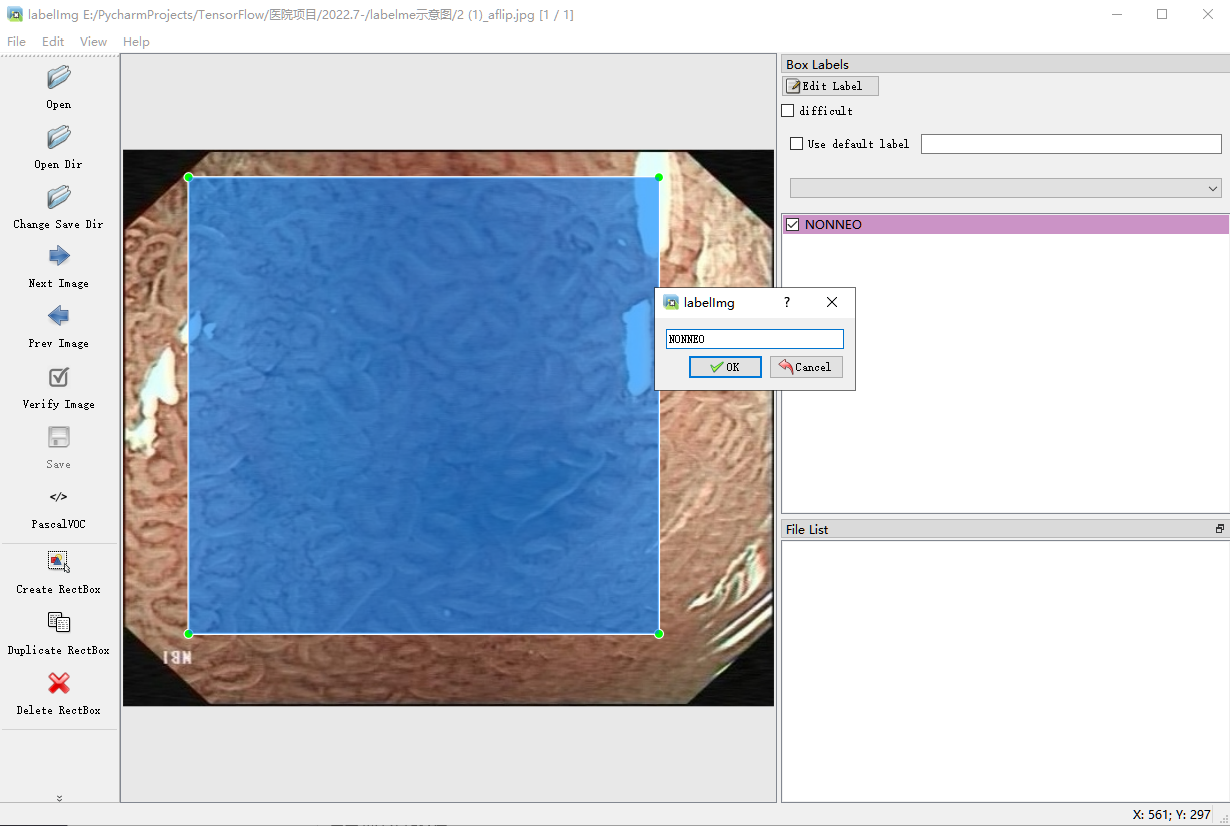 labelImg E:/PycharmProjects/TensorFlow/医院项目/2022.7-/labelme示意图/2 (1)_aflip.jpg [1 / 1]
File Edit View Help
Open
Open Dir
Change Save Dir
Next Image
Prev Image
Verify Image
Save
</>
PascalVOC
Create RectBox
Duplicate RectBox
Delete RectBox
NBI
labelImg ?
NONNEO
OK Cancel
Box Labels
Edit Label
difficult
Use default label
NONNEO
File List
X: 561; Y: 297